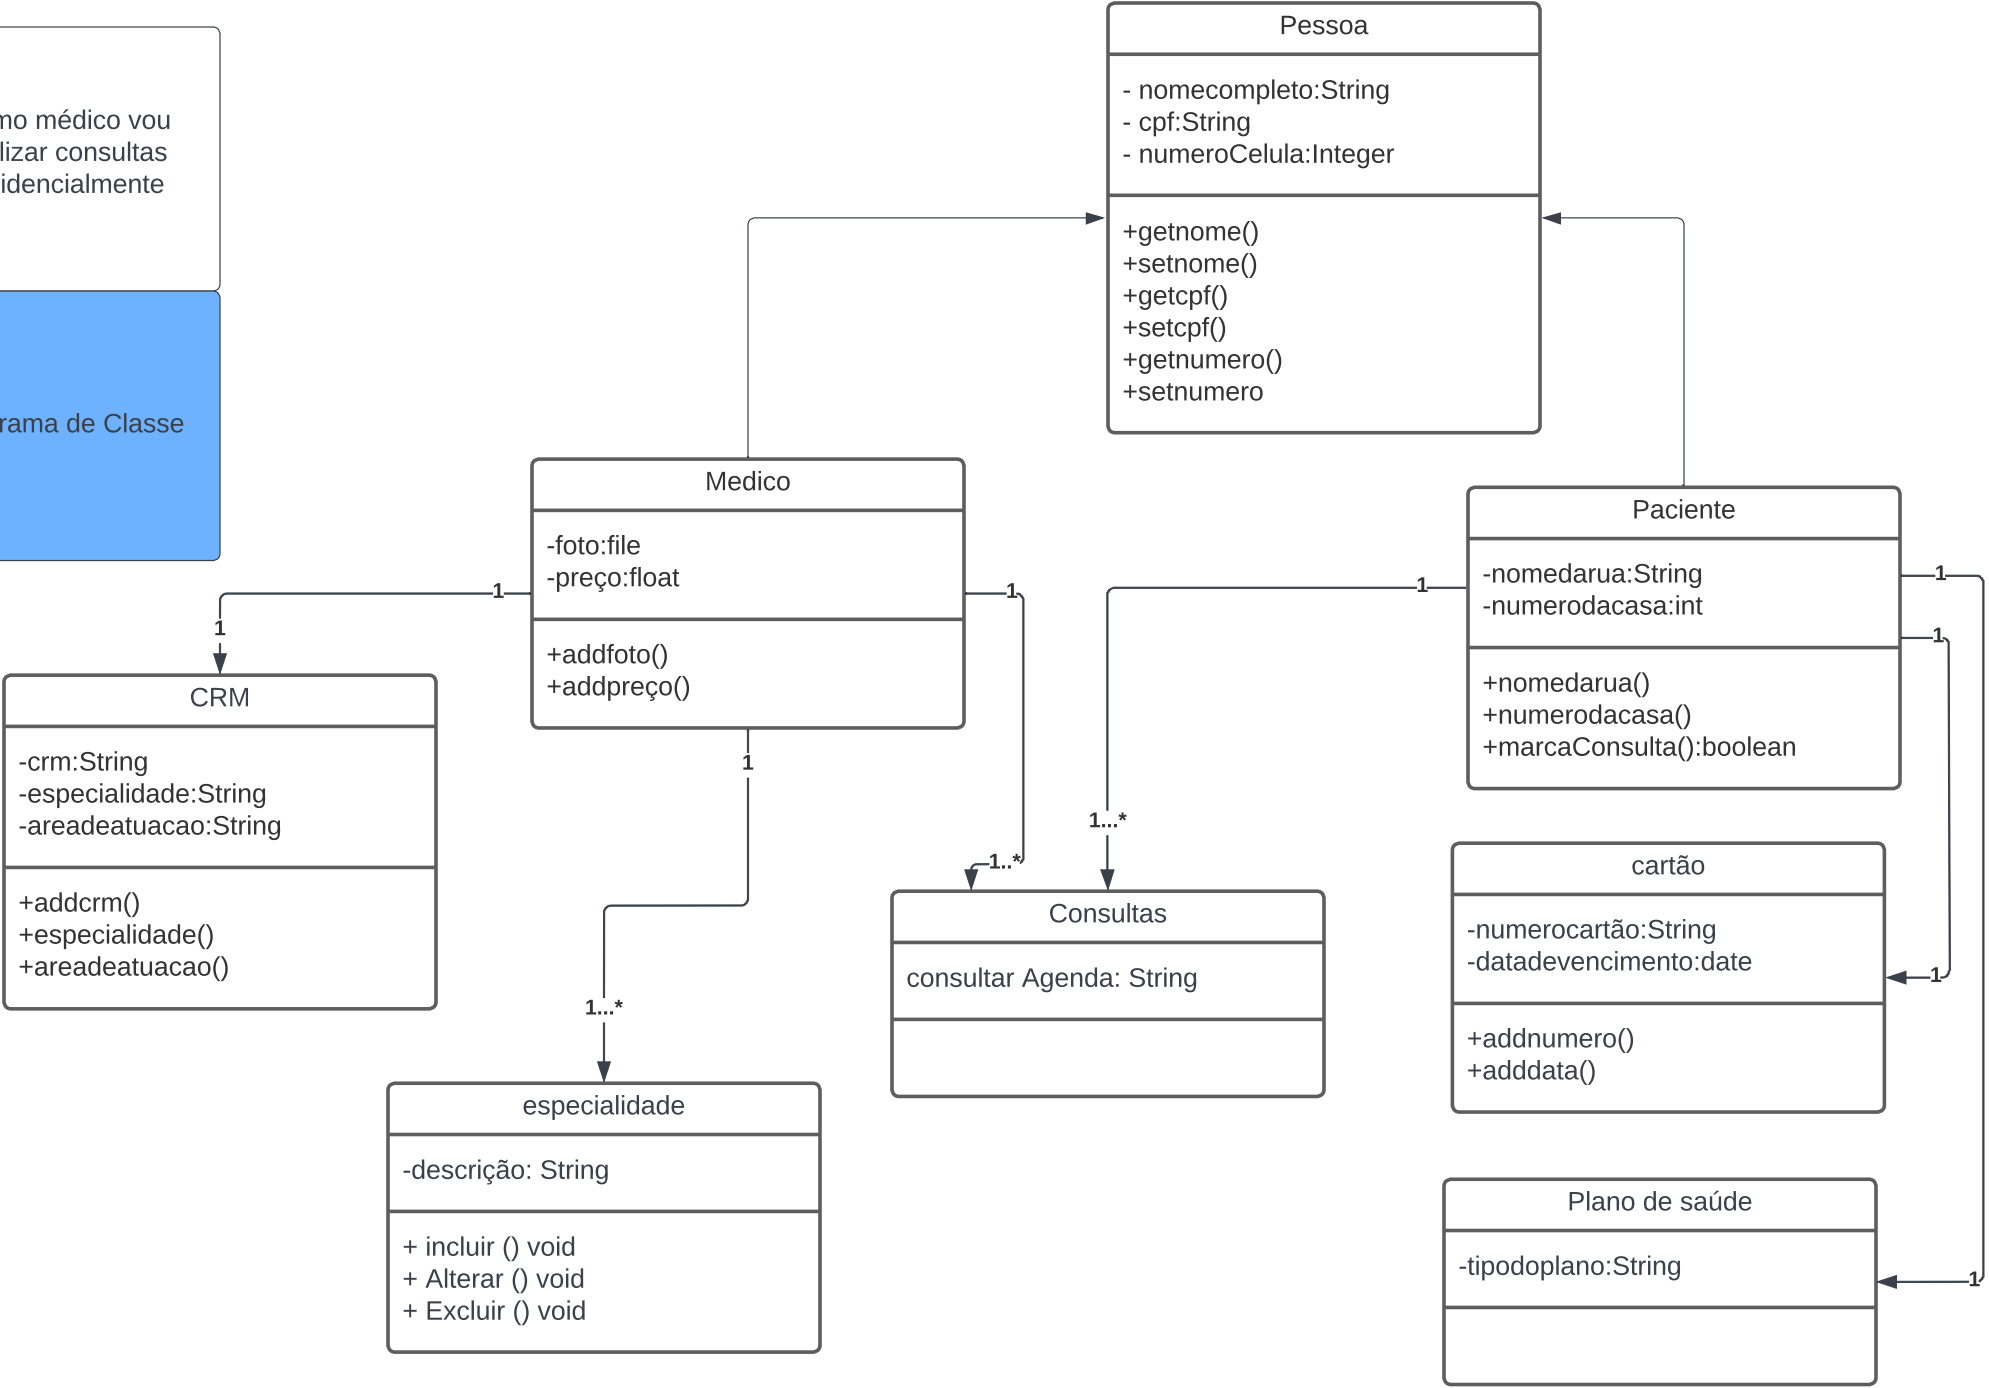 mo médico vou
lizar consultas
idencialmente
rama de Classe
Pessoa
- nomecompleto:String
- cpf:String
- numeroCelula:Integer
+getnome()
+setnome()
+getcpf()
+setcpf()
+getnumero()
+setnumero
Medico
-foto:file
-preço:float
+addfoto()
+addpreço()
Paciente
-nomedarua:String
-numerodacasa:int
+nomedarua()
+numerodacasa()
+marcaConsulta():boolean
1
1
1
1..*
1
1...*
1
1...*
1
1
1
1
CRM
-crm:String
-especialidade:String
-areadeatuacao:String
+addcrm()
+especialidade()
+areadeatuacao()
especialidade
-descrição: String
+ incluir () void
+ Alterar () void
+ Excluir () void
Consultas
consultar Agenda: String
cartão
-numerocartão:String
-datadevencimento:date
+addnumero()
+adddata()
Plano de saúde
-tipodoplano:String